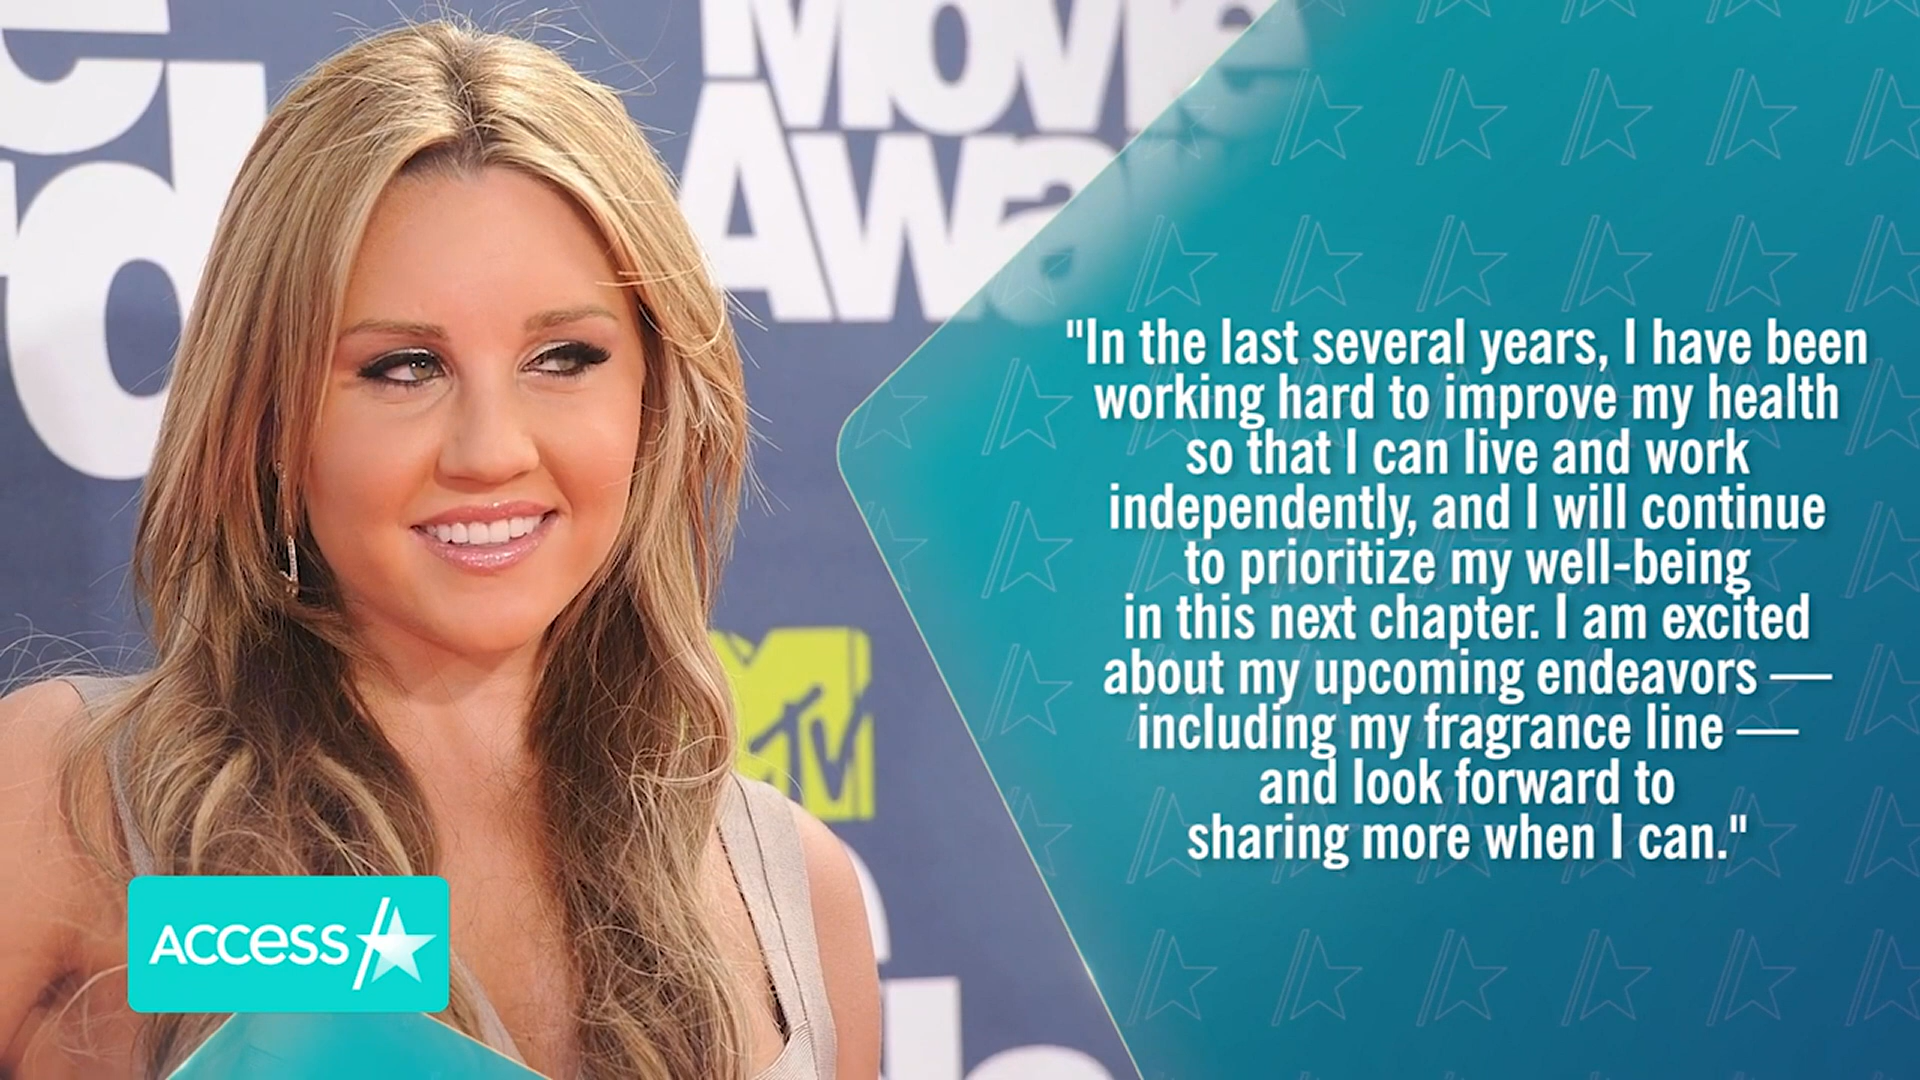 Movie
Awa
MTV
"In the last several years, I have been
working hard to improve my health
so that I can live and work
independently, and I will continue
to prioritize my well-being
in this next chapter. I am excited
about my upcoming endeavors —
including my fragrance line —
and look forward to
sharing more when I can."
ACCESS